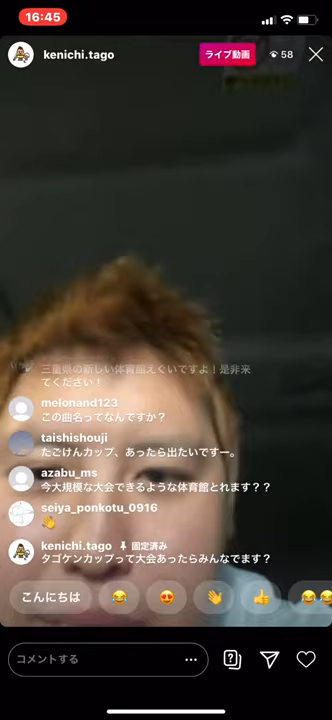 16:45
kenichi.tago
ライブ動画
58
三重県の新しい体育館えぐいですよ！是非来
てください！
melonand123
この曲名ってなんですか？
taishishouji
たごけんカップ、あったら出たいですー。
azabu_ms
今大規模な大会できるような体育館とれます？？
seiya_ponkotu_0916
kenichi.tago 固定済み
タゴケンカップって大会あったらみんなでます？
こんにちは
コメントする